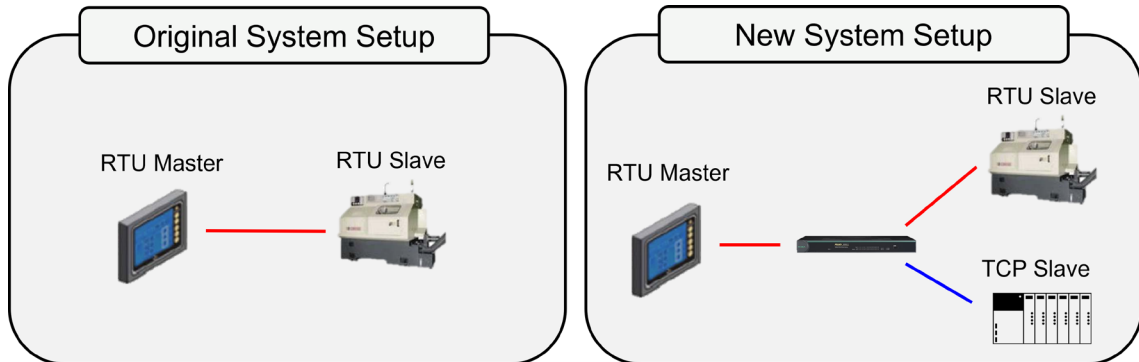 Original System Setup
RTU Master
RTU Slave
New System Setup
RTU Slave
RTU Master
TCP Slave